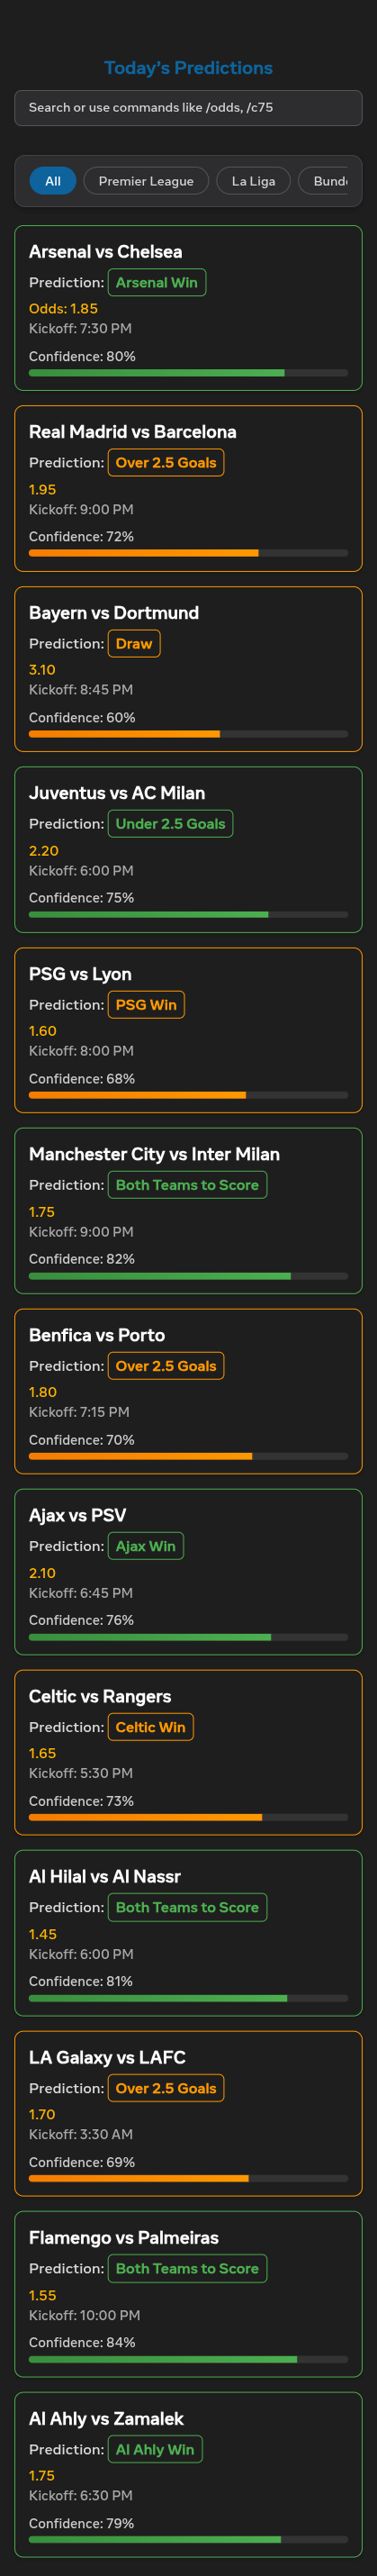 Today's Predictions
Search or use commands like /odds, /c75
All Premier League La Liga
Arsenal vs Chelsea
Prediction: Arsenal Win
Odds: 1.85
Kickoff: 7:30 PM
Confidence: 80%
Real Madrid vs Barcelona
Prediction: Over 2.5 Goals
1.95
Kickoff: 9:00 PM
Confidence: 72%
Bayern vs Dortmund
Prediction: Draw
3.10
Kickoff: 8:45 PM
Confidence: 60%
Juventus vs AC Milan
Prediction: Under 2.5 Goals
2.20
Kickoff: 6:00 PM
Confidence: 75%
PSG vs Lyon
Prediction: PSG Win
1.60
Kickoff: 8:00 PM
Confidence: 68%
Manchester City vs Inter Milan
Prediction: Both Teams to Score
1.75
Kickoff: 9:00 PM
Confidence: 82%
Benfica vs Porto
Prediction: Over 2.5 Goals
1.80
Kickoff: 7:15 PM
Confidence: 70%
Ajax vs PSV
Prediction: Ajax Win
2.10
Kickoff: 6:45 PM
Confidence: 76%
Celtic vs Rangers
Prediction: Celtic Win
1.65
Kickoff: 5:30 PM
Confidence: 73%
Al Hilal vs Al Nassr
Prediction: Both Teams to Score
1.45
Kickoff: 6:00 PM
Confidence: 81%
LA Galaxy vs LAFC
Prediction: Over 2.5 Goals
1.70
Kickoff: 3:30 AM
Confidence: 69%
Flamengo vs Palmeiras
Prediction: Both Teams to Score
1.55
Kickoff: 10:00 PM
Confidence: 84%
Al Ahly vs Zamalek
Prediction: Al Ahly Win
1.75
Kickoff: 6:30 PM
Confidence: 79%